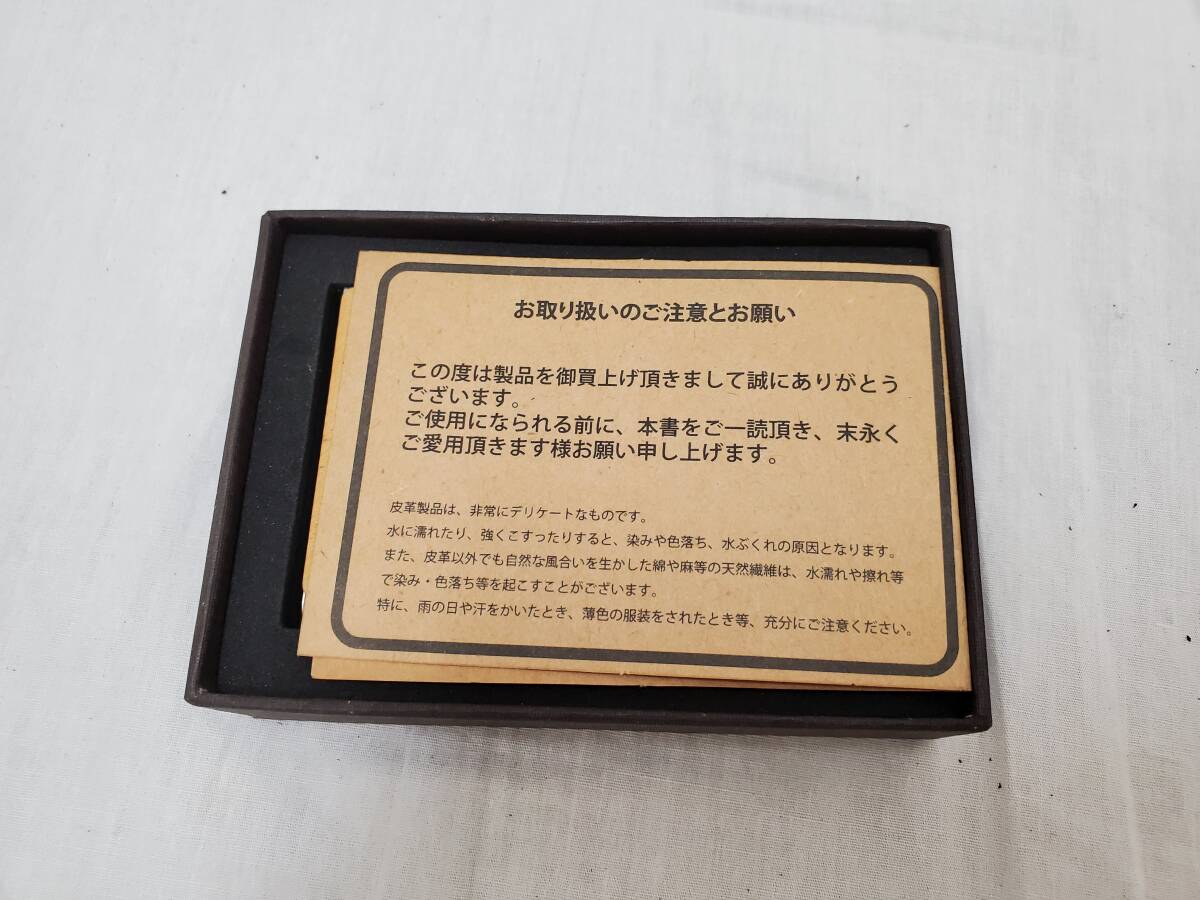 お取り扱いのご注意とお願い
この度は製品を御買上げ頂きまして誠にありがとう
ございます。
ご使用になられる前に、本書をご一読頂き、末永く
ご愛用頂きます様お願い申し上げます。
皮革製品は、非常にデリケートなものです。
水に濡れたり、強くこすったりすると、染みや色落ち、水ぶくれの原因となります。
また、皮革以外でも自然な風合いを生かした綿や麻等の天然繊維は、水濡れや擦れ等
で染み・色落ち等を起こすことがございます。
特に、雨の日や汗をかいたとき、薄色の服装をされたとき等、充分にご注意ください。